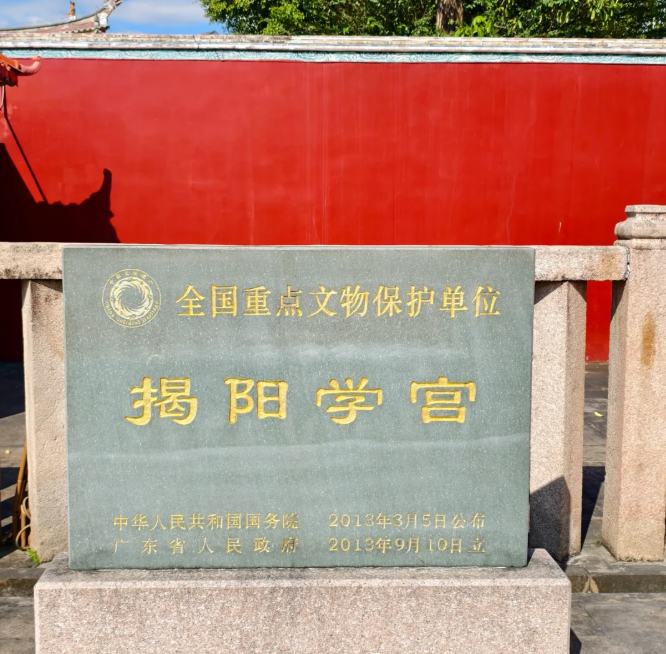 全国重点文物保护单位
揭阳学宫
中华人民共和国国务院 2013年3月5日公布
广东省人民政府 2013年9月10日立